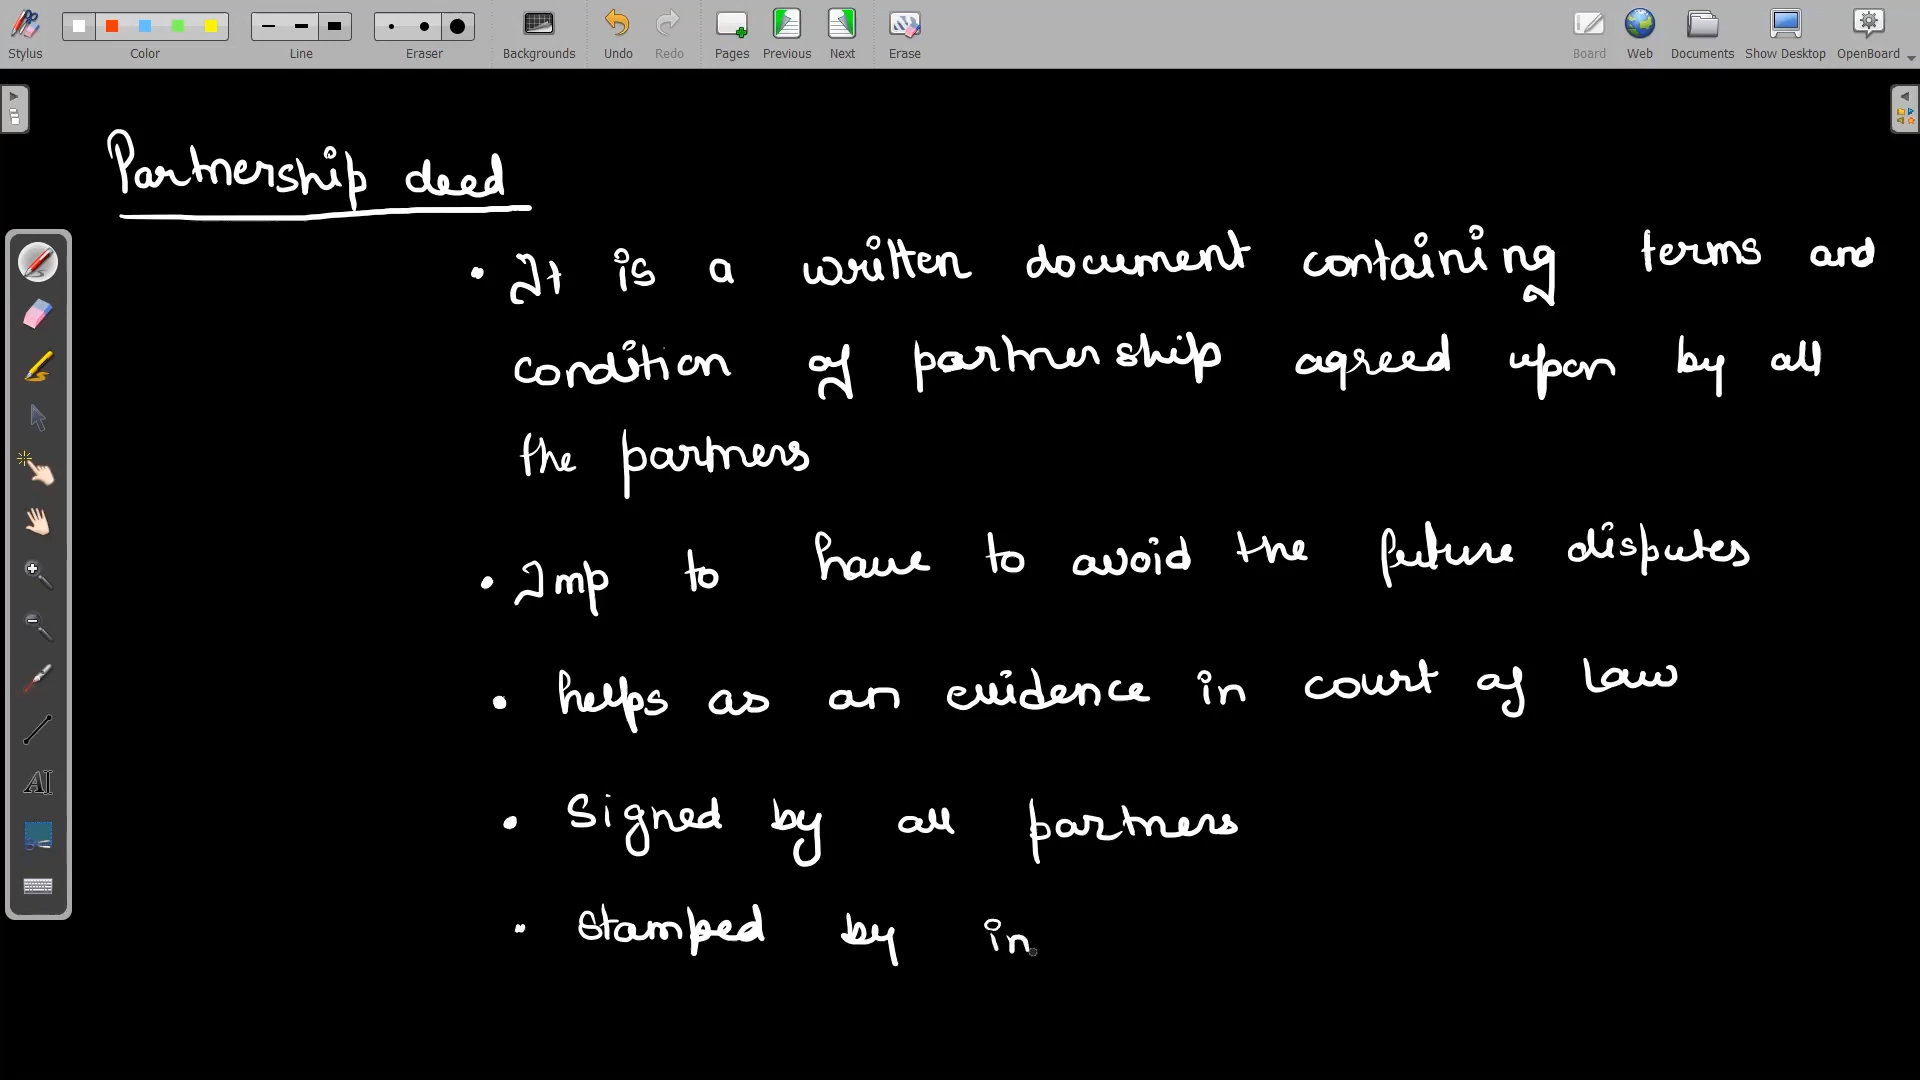 Stylus
Color
Line
Eraser
Backgrounds
Undo
Redo
Pages
Previous
Next
Erase
Board
Web
Documents
Show Desktop
OpenBoard
Partnership deed
• It is a written document containing terms and
condition of partnership agreed upon by all
the partners
• Imp to have to avoid the future disputes
• helps as an evidence in court of law
• Signed by all partners
• stamped by in
AI